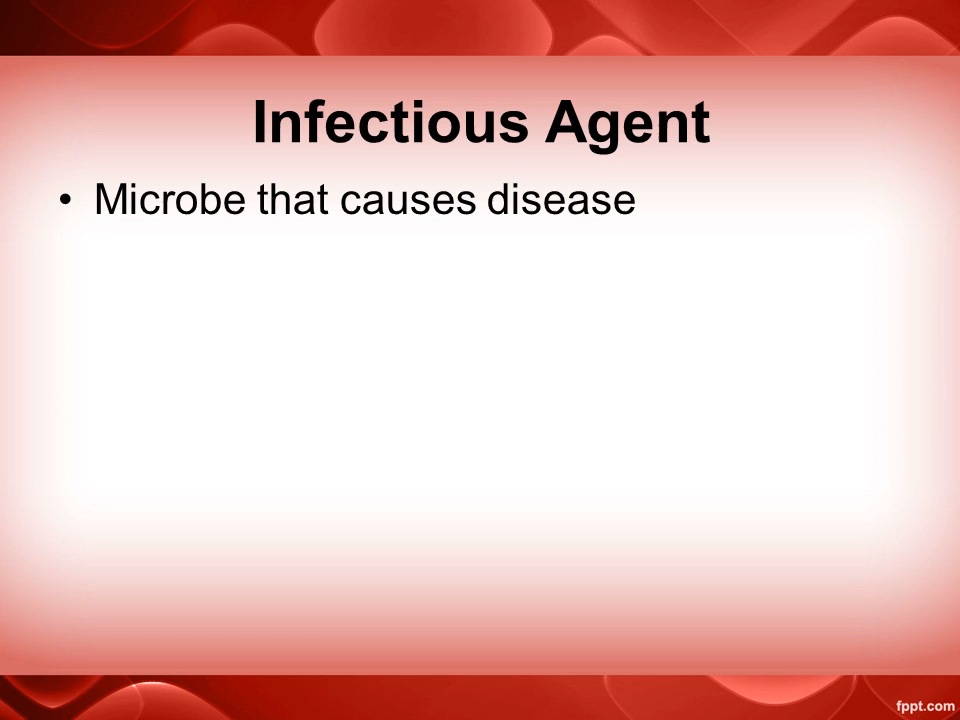 Infectious Agent
• Microbe that causes disease
fppt.com